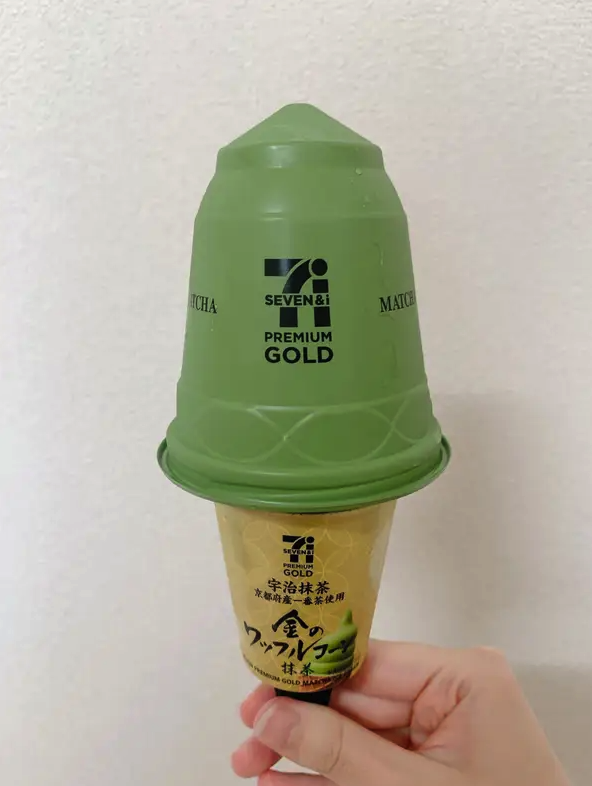 7i
SEVEN&i
PREMIUM
GOLD
MATCHA
7i
SEVEN&i
PREMIUM
GOLD
宇治抹茶
京都府産一番茶使用
金の
ワッフルコーン
抹茶
PREMIUM GOLD